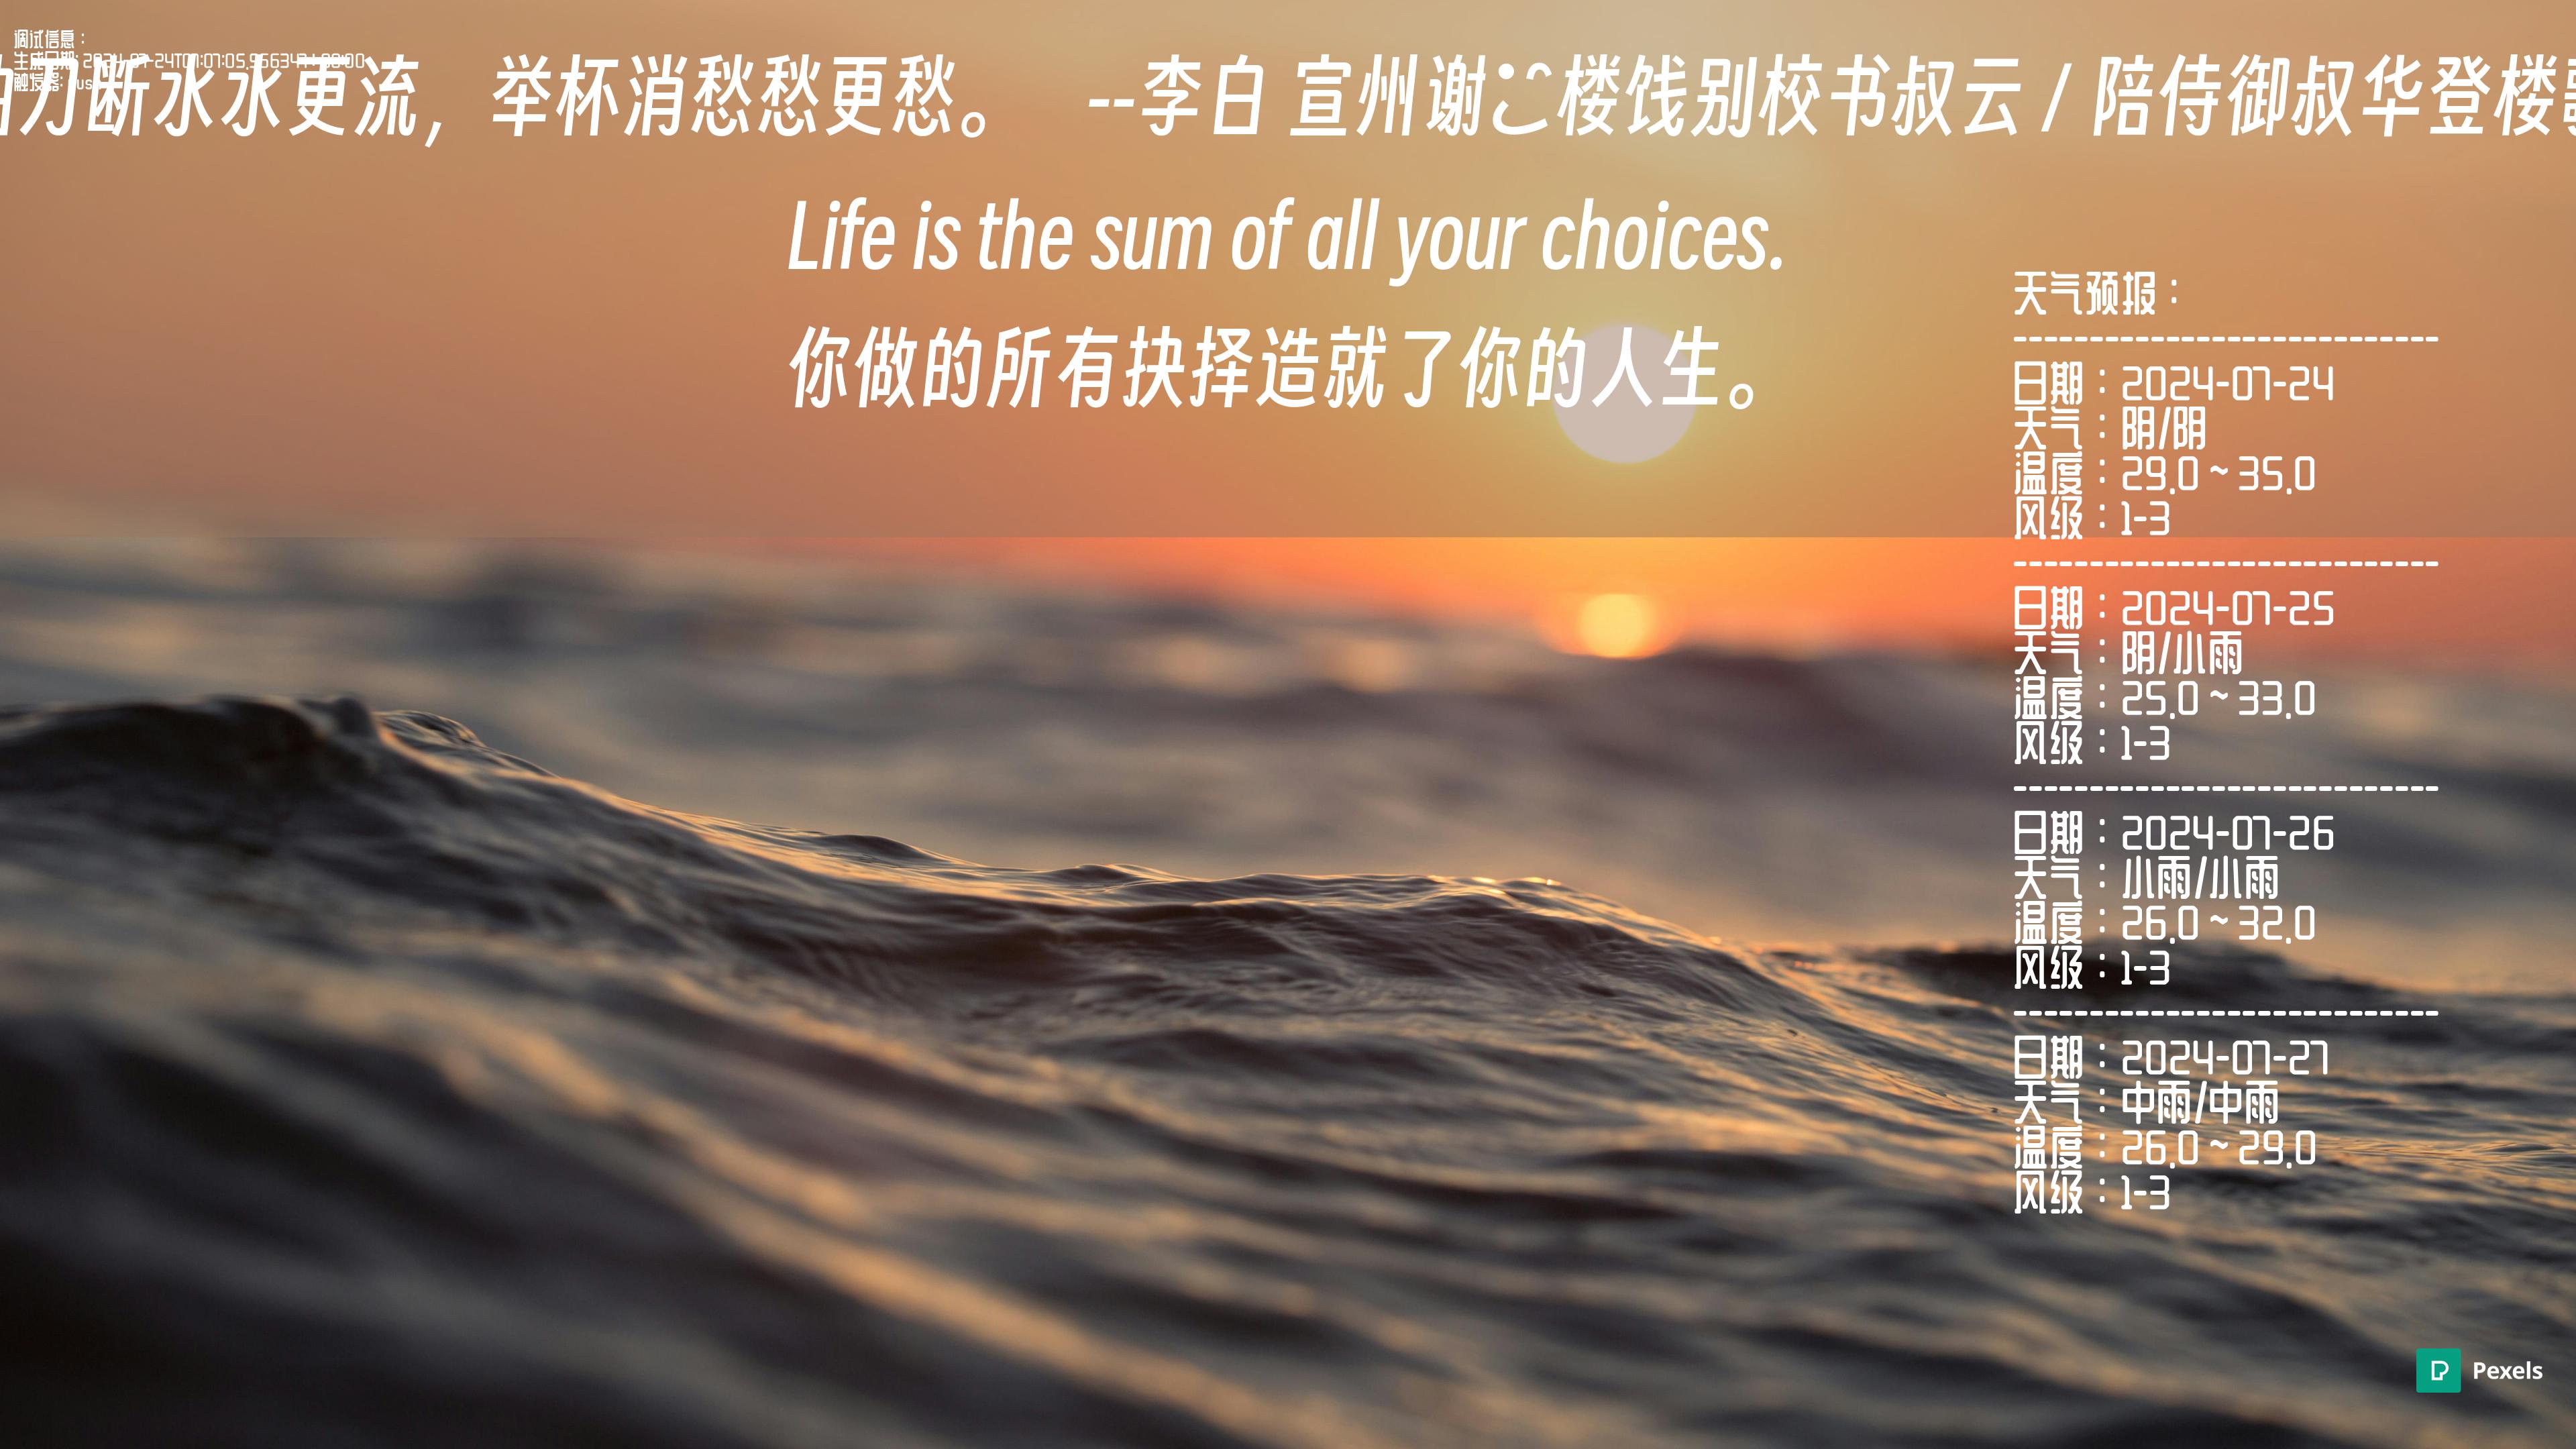 调试信息：
生成日期: 2024-07-24T01:07:05.956347+08:00
触发器:
刀断水水更流，举杯消愁愁更愁。 --李白 宣州谢 楼饯别校书叔云 / 陪侍御叔华登楼
Life is the sum of all your choices.
你做的所有抉择造就了你的人生。
天气预报：
----------------------------
日期：2024-07-24
天气：阴/阴
温度：29.0 ~ 35.0
风级：1-3
----------------------------
日期：2024-07-25
天气：阴/小雨
温度：25.0 ~ 33.0
风级：1-3
----------------------------
日期：2024-07-26
天气：小雨/小雨
温度：26.0 ~ 32.0
风级：1-3
----------------------------
日期：2024-07-27
天气：中雨/中雨
温度：26.0 ~ 29.0
风级：1-3
Pexels